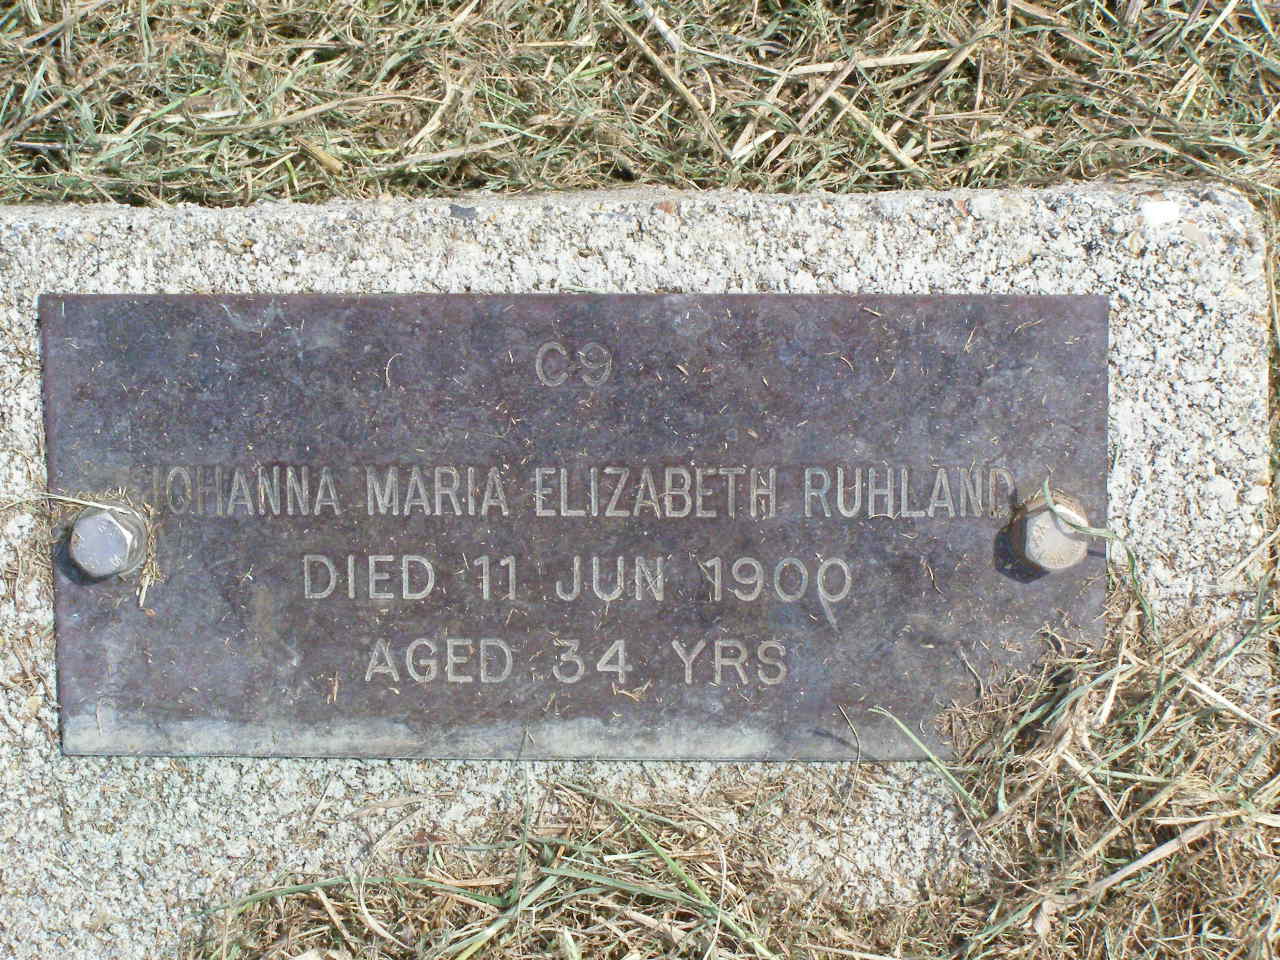 C9
JOHANNA MARIA ELIZABETH RUHLAND
DIED 11 JUN 1900
AGED 34 YRS